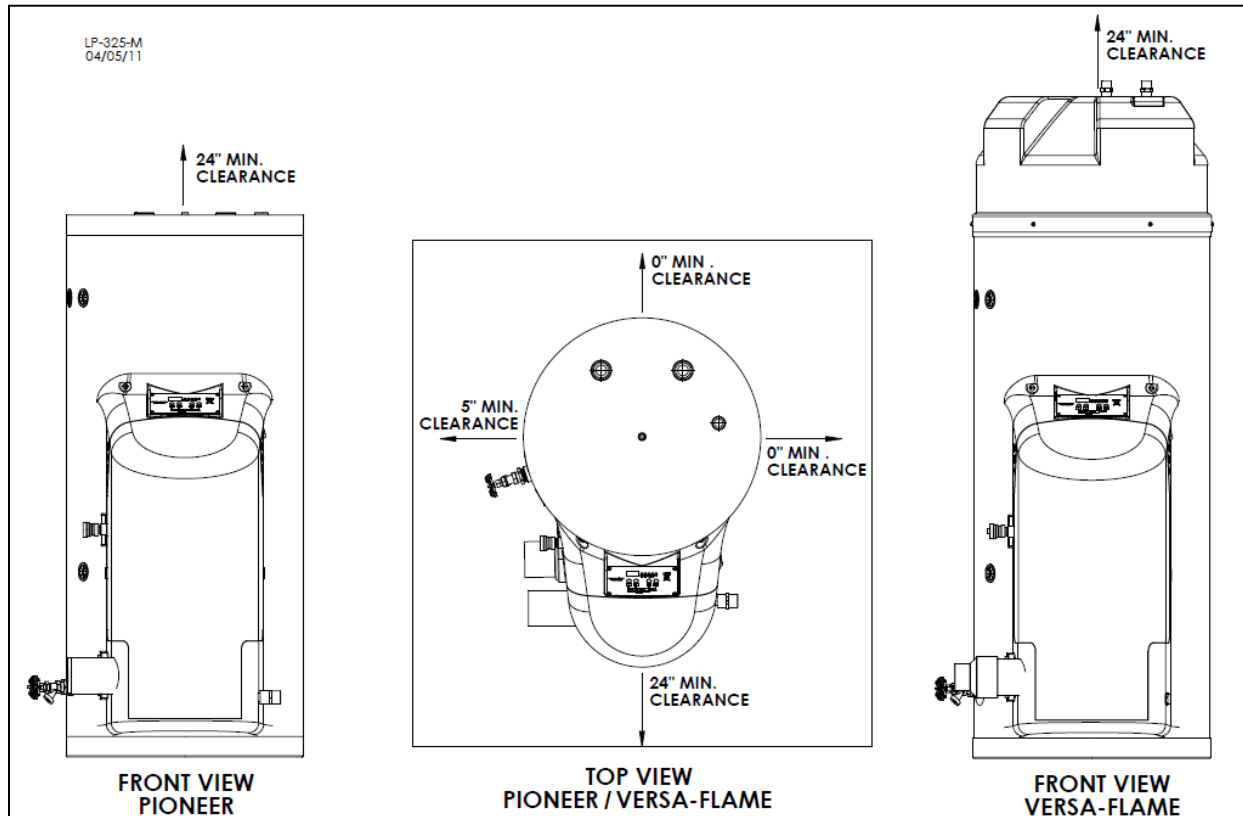 LP-325-M
04/05/11
24" MIN.
CLEARANCE
24" MIN.
CLEARANCE
0" MIN .
CLEARANCE
5" MIN.
CLEARANCE
0" MIN .
CLEARANCE
24" MIN.
CLEARANCE
FRONT VIEW
PIONEER
TOP VIEW
PIONEER / VERSA-FLAME
FRONT VIEW
VERSA-FLAME